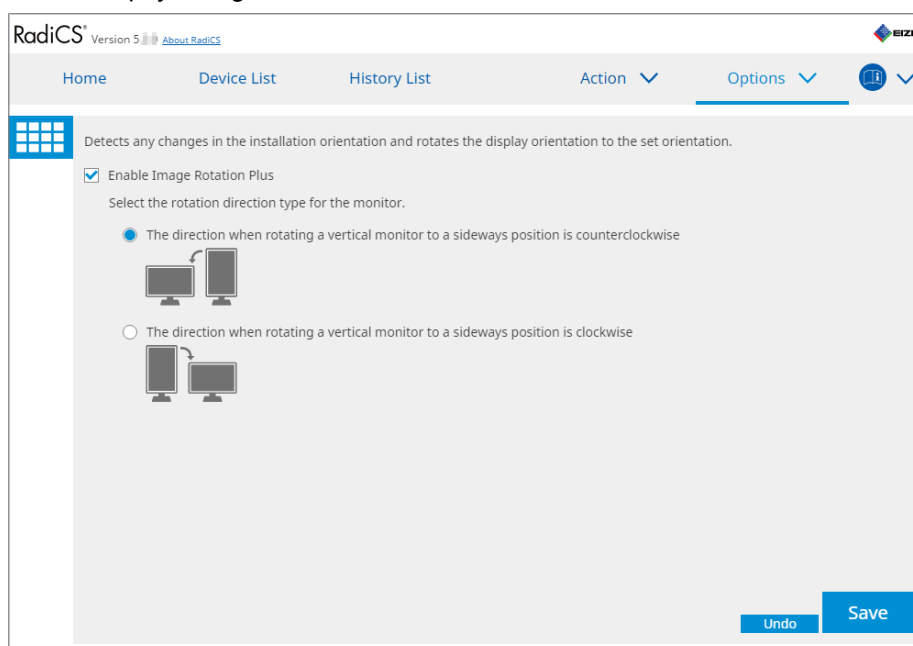 RadiCS® Version 5. About RadiCS
EIZ
Home Device List History List Action Options
Detects any changes in the installation orientation and rotates the display orientation to the set orientation.
Enable Image Rotation Plus
Select the rotation direction type for the monitor.
The direction when rotating a vertical monitor to a sideways position is counterclockwise
The direction when rotating a vertical monitor to a sideways position is clockwise
Save
Undo